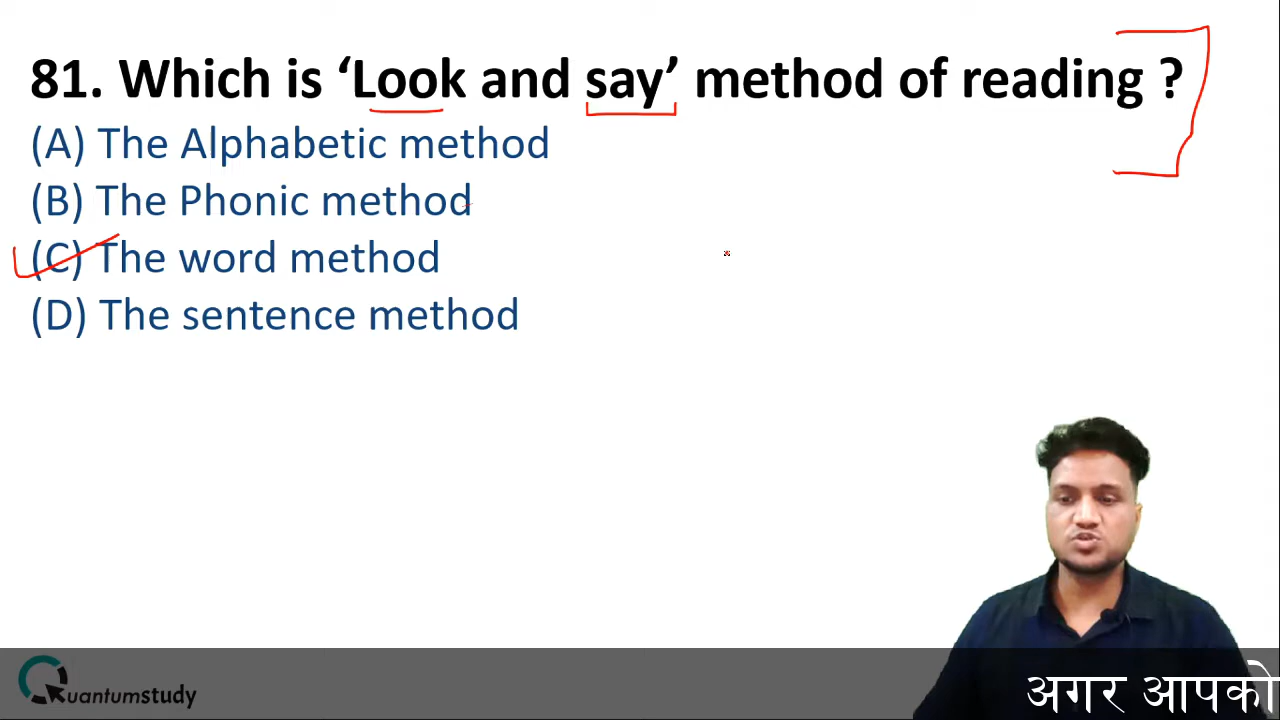 81. Which is ‘Look and say’ method of reading ?
(A) The Alphabetic method
(B) The Phonic method
(C) The word method
(D) The sentence method
Quantumstudy
अगर आपको